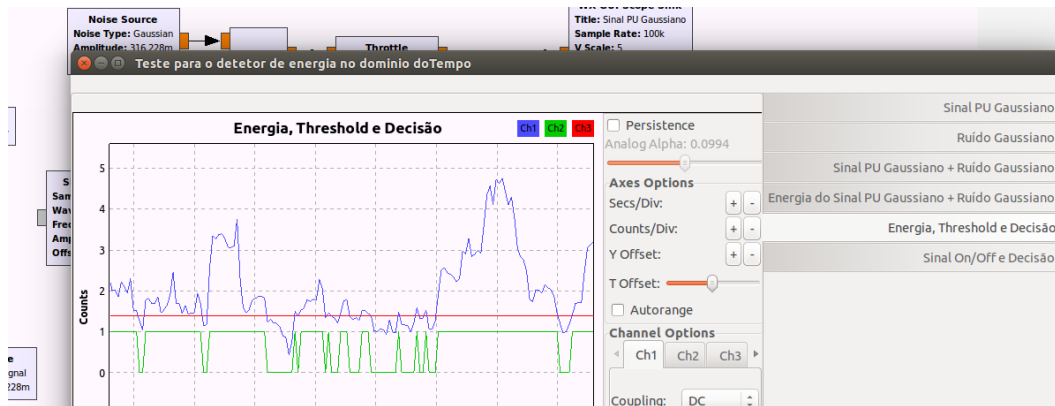 Noise Source
Noise Type: Gaussian
Amplitude: 316.228m
Throttle
Title: Sinal PU Gaussiano
Sample Rate: 100k
V Scale: 5
Teste para o detetor de energia no dominio doTempo
Energia, Threshold e Decisão
Ch1 Ch2 Ch3
5
4
3
2
1
0
Counts
Persistence
Analog Alpha: 0.0994
Axes Options
Secs/Div: + -
Counts/Div: + -
Y Offset: + -
T Offset:
Autorange
Channel Options
Ch1 Ch2 Ch3
Coupling: DC
Sinal PU Gaussiano
Ruído Gaussiano
Sinal PU Gaussiano + Ruído Gaussiano
Energia do Sinal PU Gaussiano + Ruído Gaussiano
Energia, Threshold e Decisão
Sinal On/Off e Decisão
S
Sam
Wav
Fre
Amp
Offs
e
gnal
228m